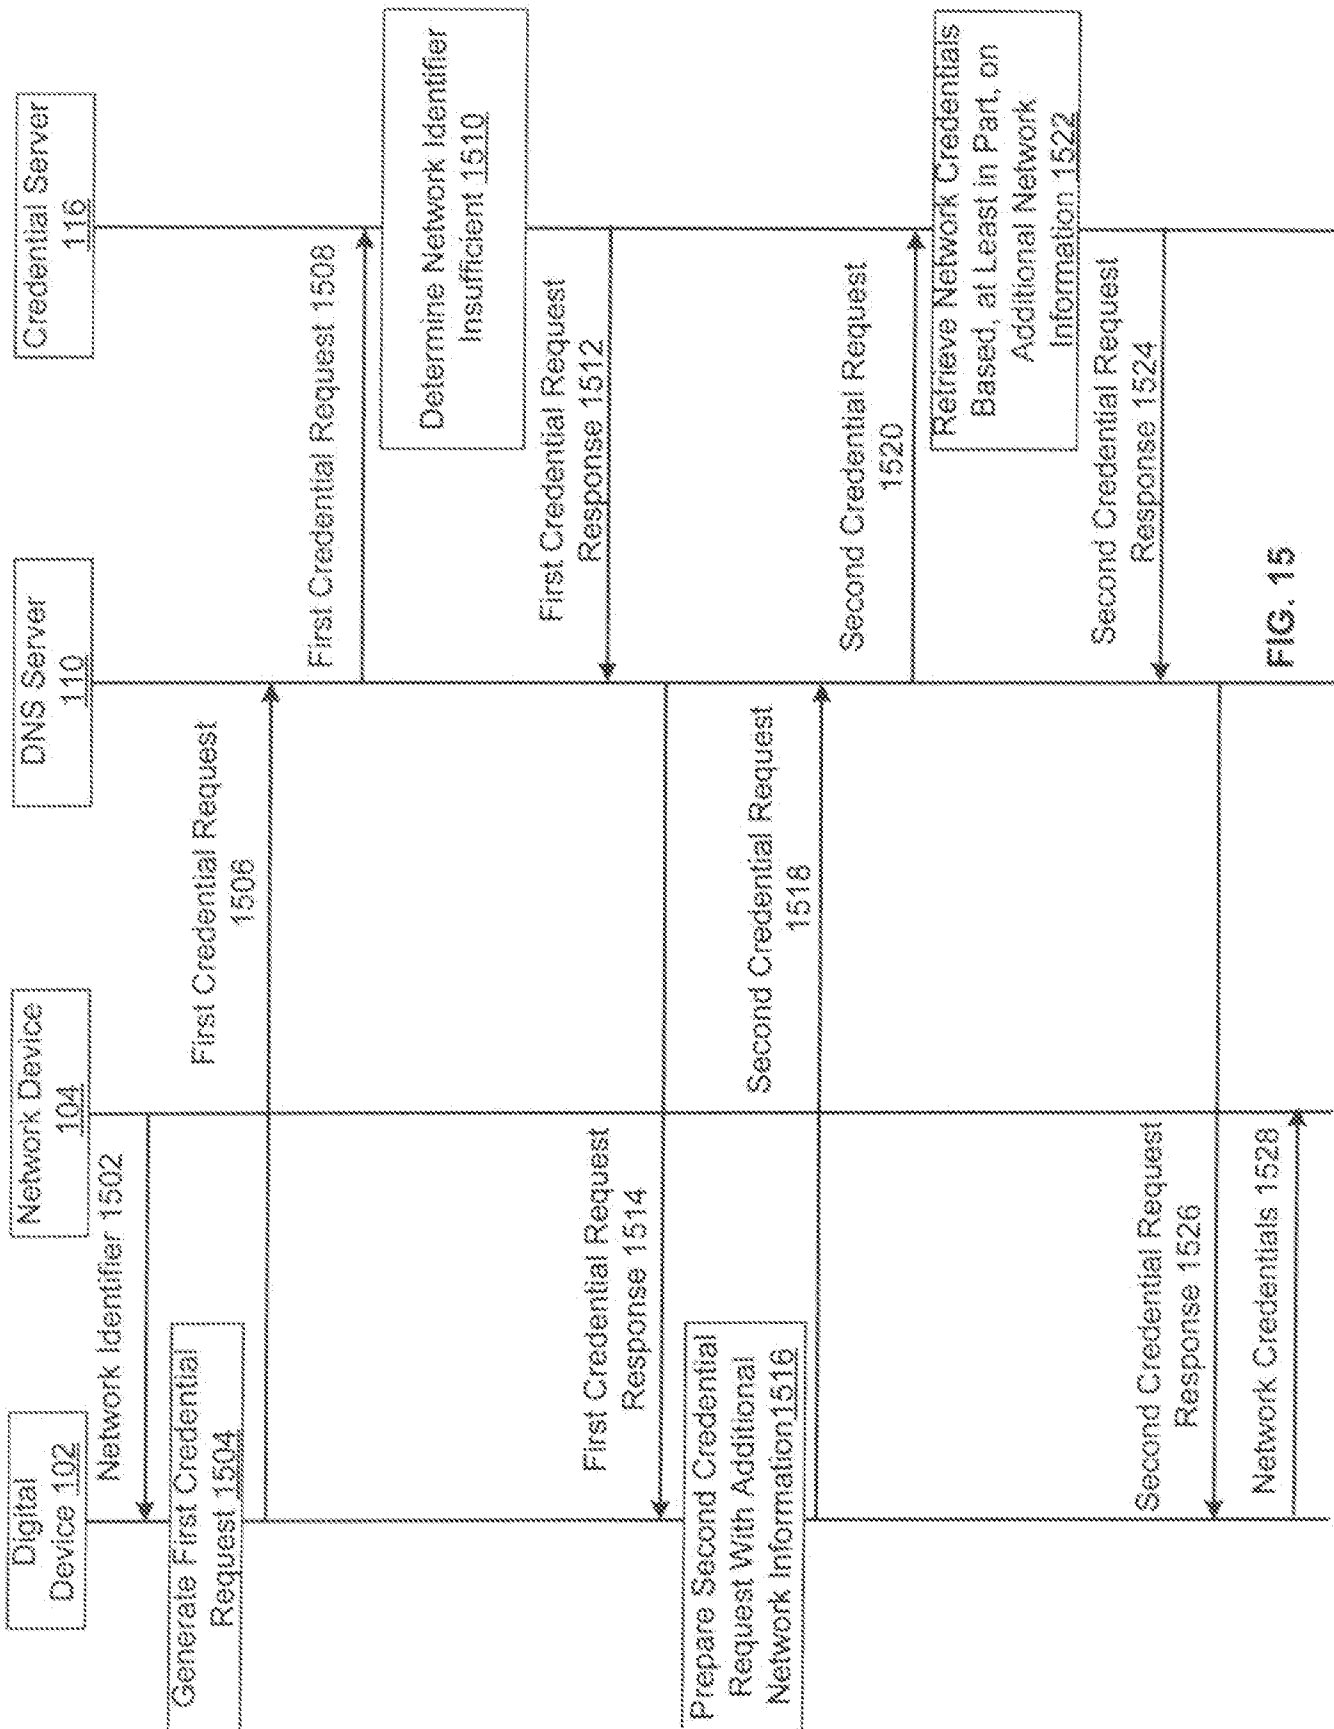 Digital
Device 102
Network Device
104
DNS Server
110
Credential Server
116
Network Identifier 1502
Generate First Credential
Request 1504
First Credential Request
1506
First Credential Request 1508
Determine Network Identifier
Insufficient 1510
First Credential Request
Response 1512
First Credential Request
Response 1514
Prepare Second Credential
Request With Additional
Network Information1516
Second Credential Request
1518
Second Credential Request
1520
Retrieve Network Credentials
Based, at Least in Part, on
Additional Network
Information 1522
Second Credential Request
Response 1524
Second Credential Request
Response 1526
Network Credentials 1528
FIG. 15